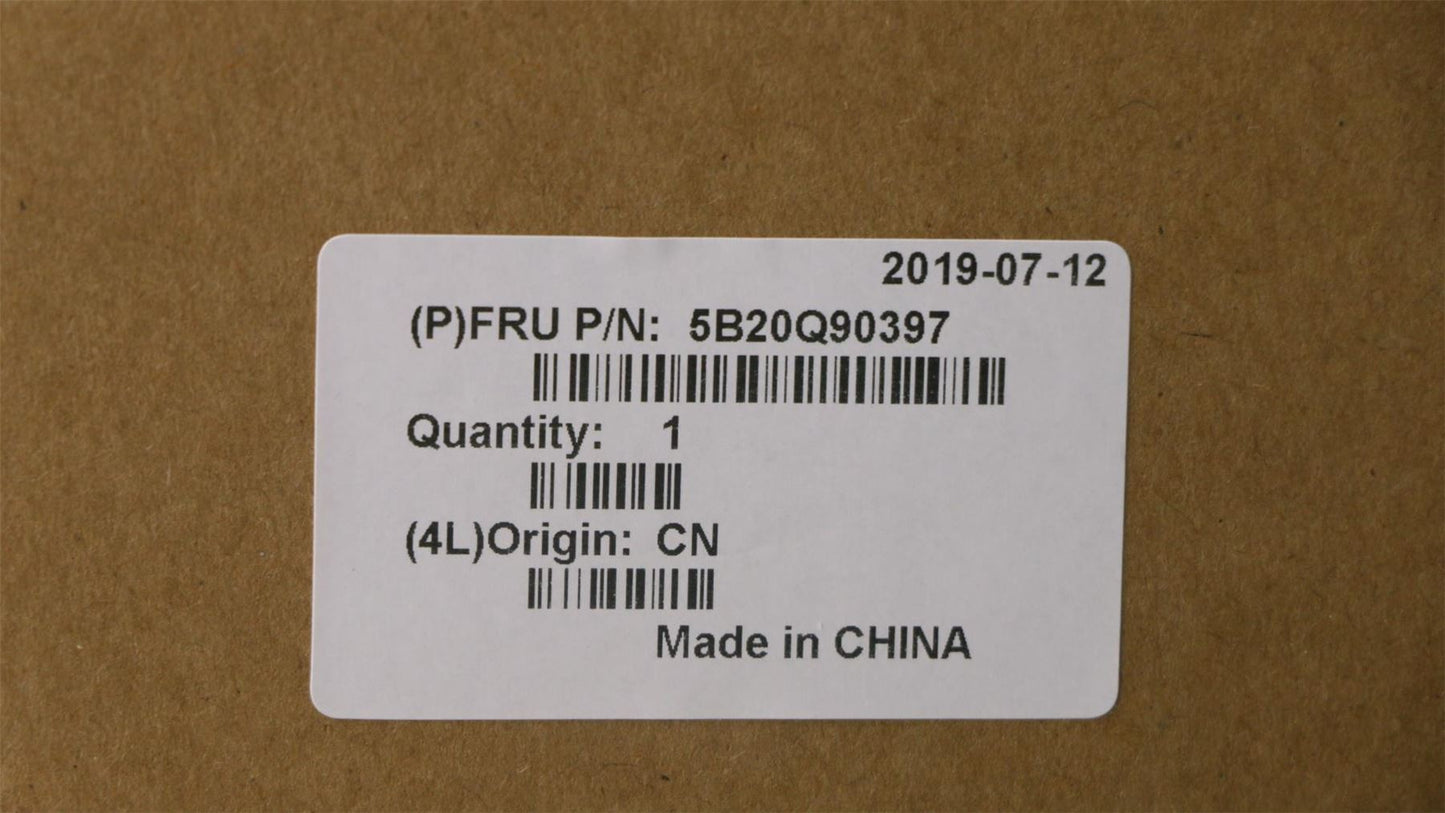 2019-07-12
(P)FRU P/N: 5B20Q90397
Quantity: 1
(4L)Origin: CN
Made in CHINA